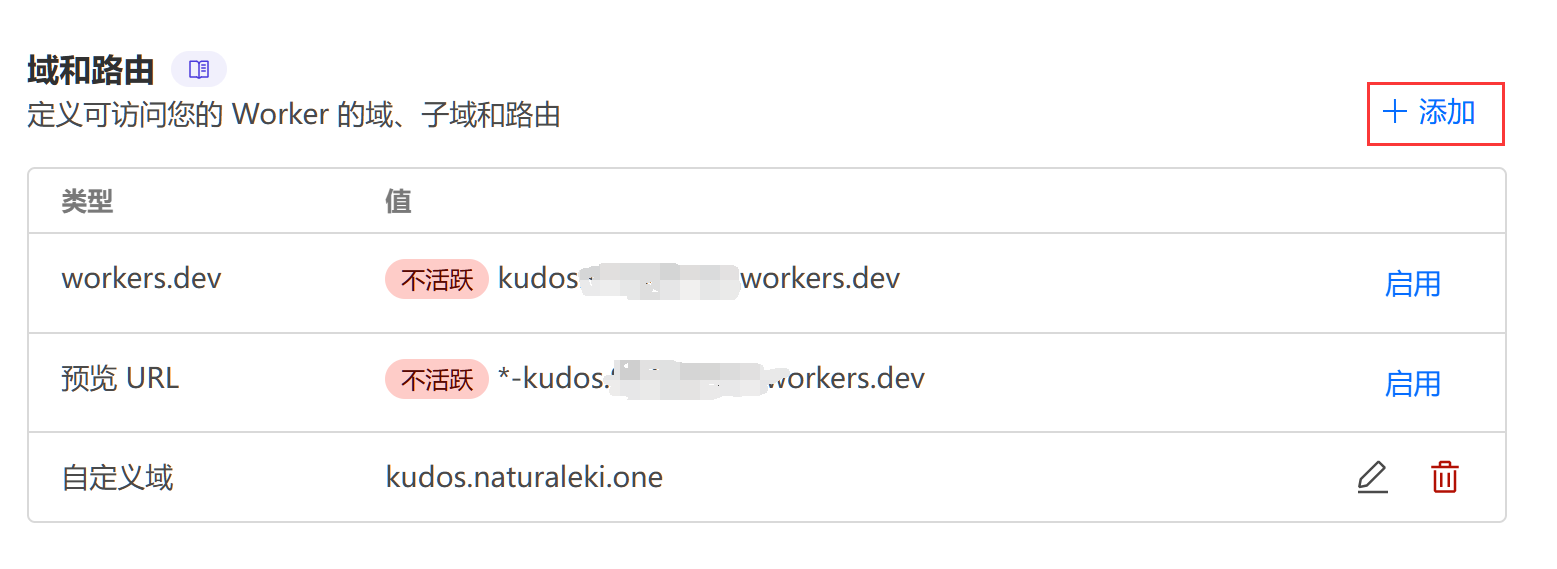 域和路由
定义可访问您的 Worker 的域、子域和路由
添加
类型 值
workers.dev 不活跃 kudos workers.dev 启用
预览 URL 不活跃 *-kudos. workers.dev 启用
自定义域 kudos.naturaleki.one